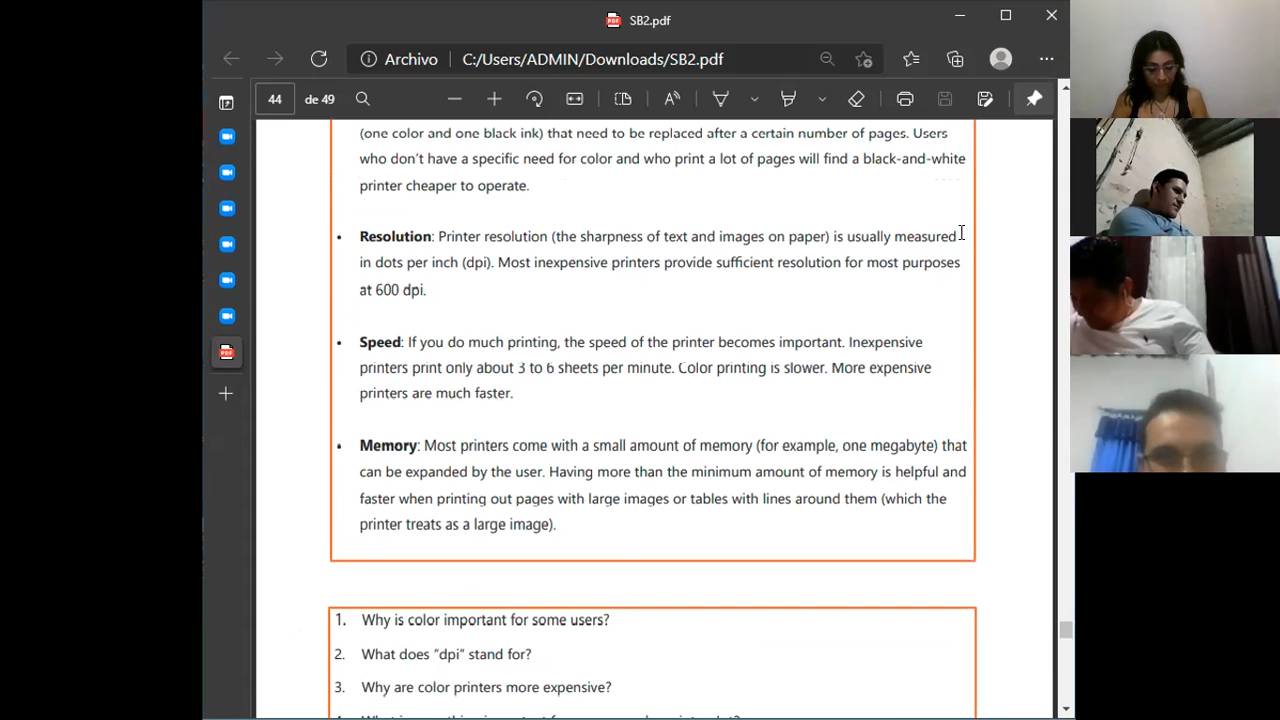 SB2.pdf
Archivo
C:/Users/ADMIN/Downloads/SB2.pdf
44 de 49
(one color and one black ink) that need to be replaced after a certain number of pages. Users
who don't have a specific need for color and who print a lot of pages will find a black-and-white
printer cheaper to operate.
• Resolution: Printer resolution (the sharpness of text and images on paper) is usually measured
in dots per inch (dpi). Most inexpensive printers provide sufficient resolution for most purposes
at 600 dpi.
• Speed: If you do much printing, the speed of the printer becomes important. Inexpensive
printers print only about 3 to 6 sheets per minute. Color printing is slower. More expensive
printers are much faster.
• Memory: Most printers come with a small amount of memory (for example, one megabyte) that
can be expanded by the user. Having more than the minimum amount of memory is helpful and
faster when printing out pages with large images or tables with lines around them (which the
printer treats as a large image).
1. Why is color important for some users?
2. What does "dpi" stand for?
3. Why are color printers more expensive?